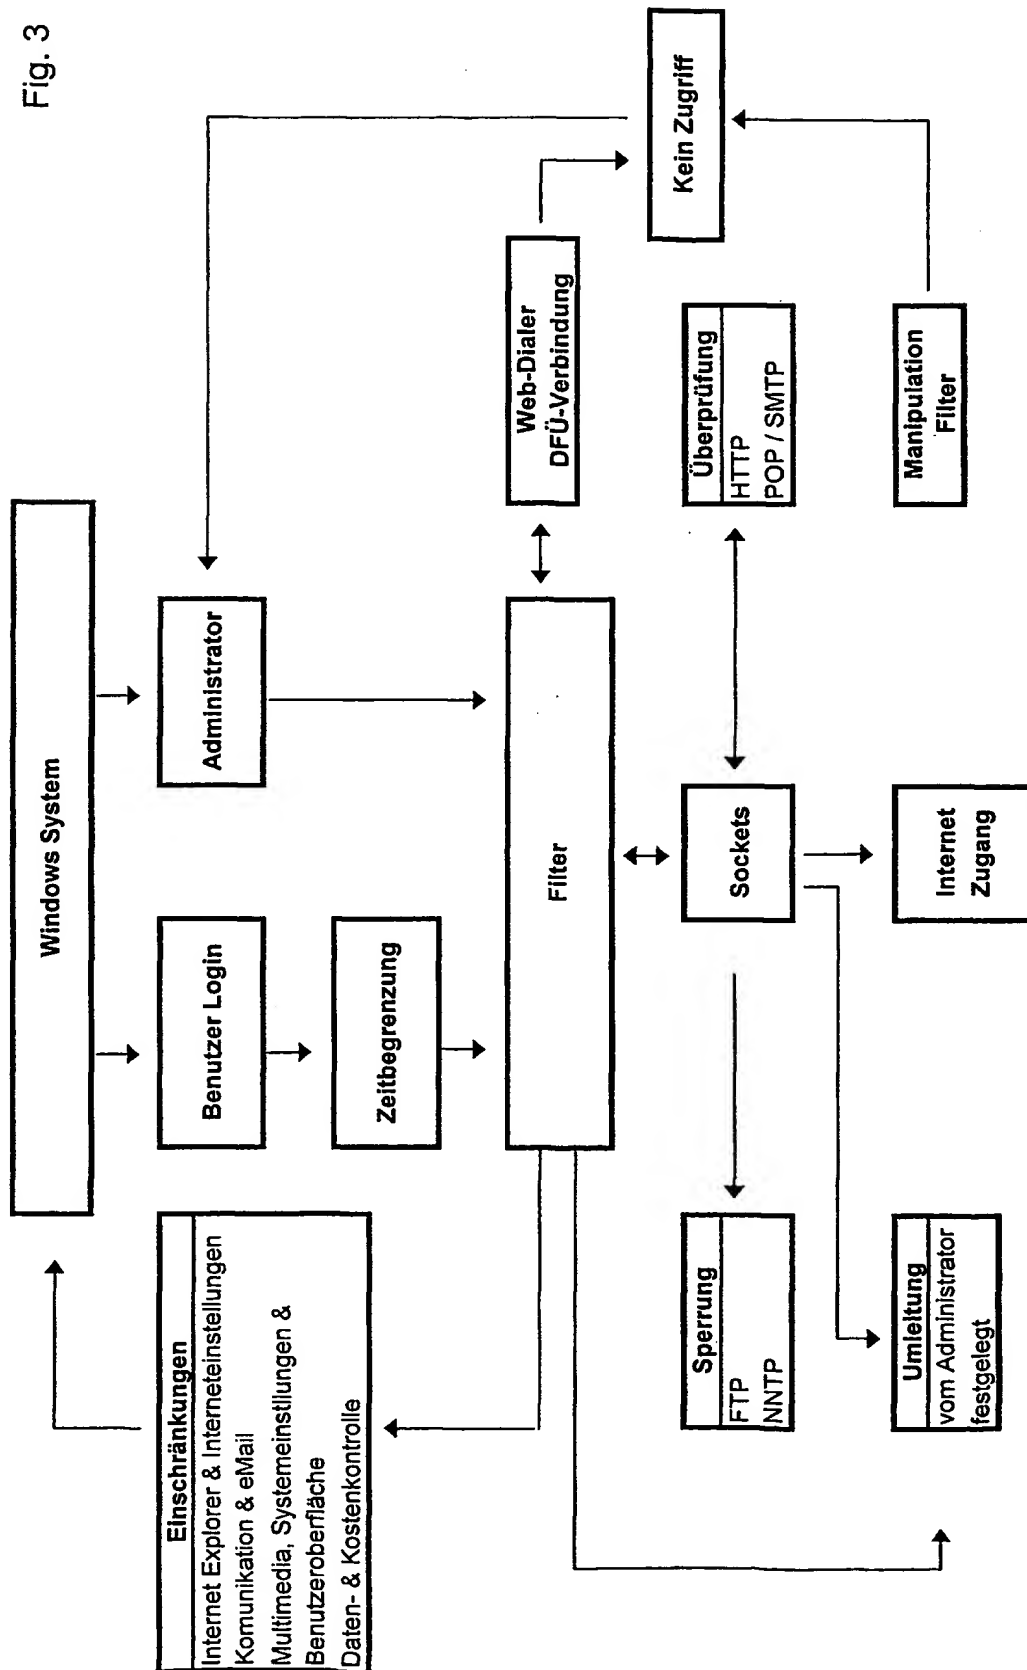 Fig. 3
Windows System
Einschränkungen
Internet Explorer & Interneteinstellungen
Komunikation & eMail
Multimedia, Systemeinstllungen &
Benutzeroberfläche
Daten- & Kostenkontrolle
Benutzer Login
Administrator
Zeitbegrenzung
Filter
Web-Dialer
DFÜ-Verbindung
Kein Zugriff
Sperrung
FTP
NNTP
Sockets
Überprüfung
HTTP
POP / SMTP
Umleitung
vom Administrator
festgelegt
Internet
Zugang
Manipulation
Filter